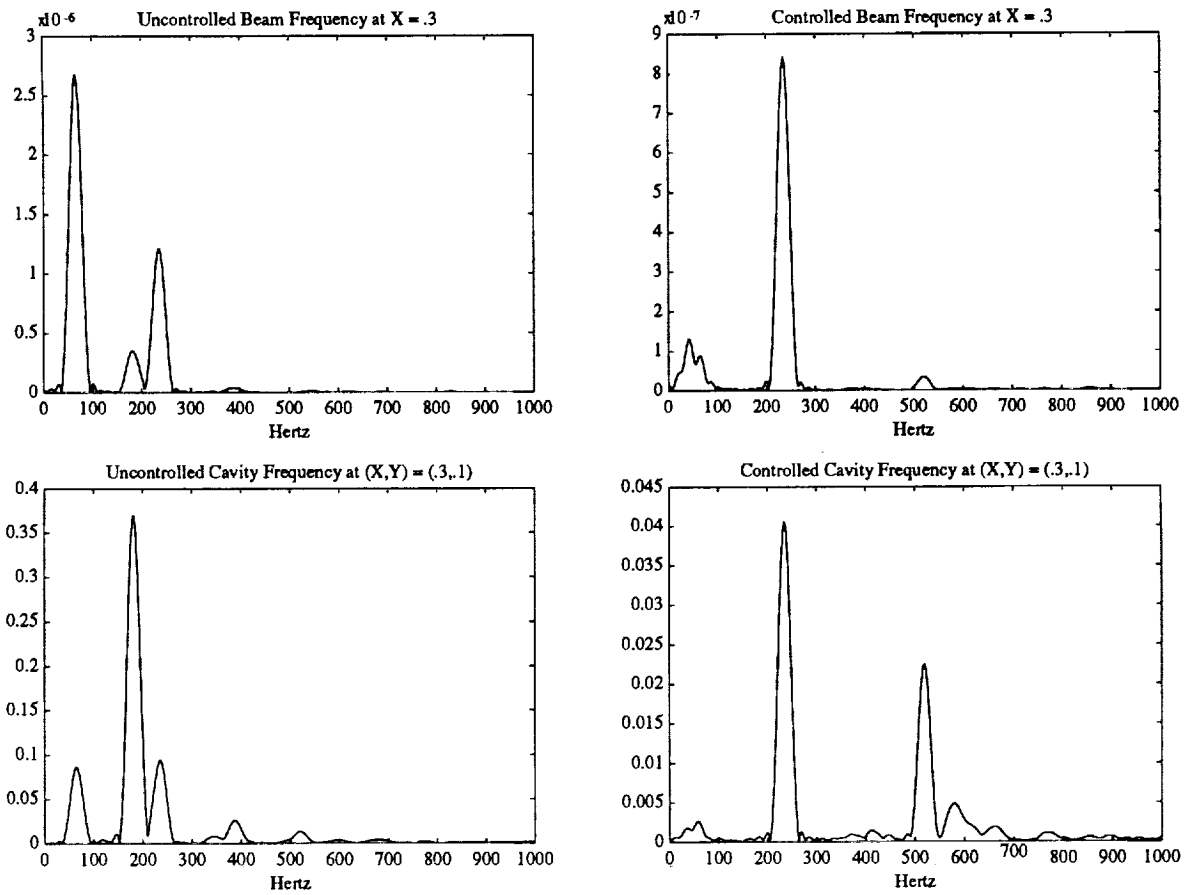 Uncontrolled Beam Frequency at X = .3
x10 -6
3
2.5
2
1.5
1
0.5
0
0 100 200 300 400 500 600 700 800 900 1000
Hertz
Controlled Beam Frequency at X = .3
x10 -7
9
8
7
6
5
4
3
2
1
0
0 100 200 300 400 500 600 700 800 900 1000
Hertz
Uncontrolled Cavity Frequency at (X,Y) = (.3,.1)
0.4
0.35
0.3
0.25
0.2
0.15
0.1
0.05
0
0 100 200 300 400 500 600 700 800 900 1000
Hertz
Controlled Cavity Frequency at (X,Y) = (.3,.1)
0.045
0.04
0.035
0.03
0.025
0.02
0.015
0.01
0.005
0
0 100 200 300 400 500 600 700 800 900 1000
Hertz